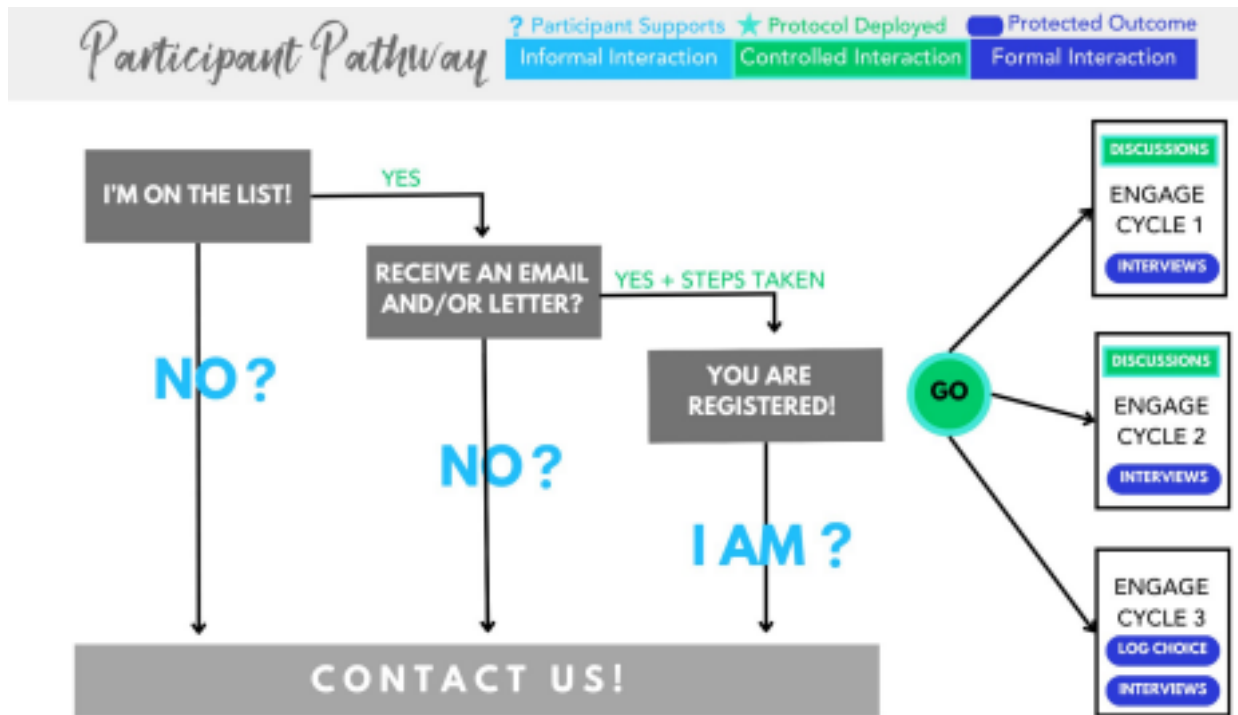 Participant Pathway
? Participant Supports
Protocol Deployed
Protected Outcome
Informal Interaction
Controlled Interaction
Formal Interaction
I'M ON THE LIST!
YES
RECEIVE AN EMAIL
AND/OR LETTER?
YES + STEPS TAKEN
YOU ARE
REGISTERED!
NO?
NO?
I AM ?
CONTACT US!
GO
DISCUSSIONS
ENGAGE
CYCLE 1
INTERVIEWS
DISCUSSIONS
ENGAGE
CYCLE 2
INTERVIEWS
ENGAGE
CYCLE 3
LOG CHOICE
INTERVIEWS